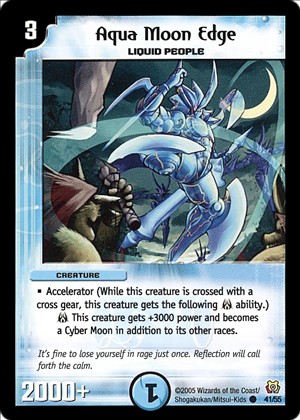 3
Aqua Moon Edge
LIQUID PEOPLE
CREATURE
▪ Accelerator (While this creature is crossed with a
cross gear, this creature gets the following ability.)
This creature gets +3000 power and becomes
a Cyber Moon in addition to its other races.
It's fine to lose yourself in rage just once. Reflection will call
forth the calm.
2000+
©2005 Wizards of the Coast/
Shogakukan/Mitsui-Kids
41/55